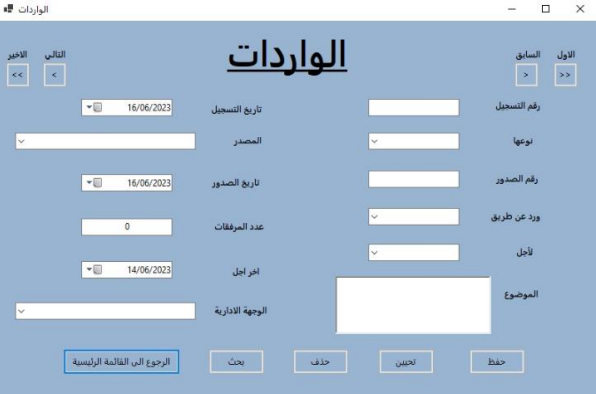 الواردات
الاول السابق التالي الاخير
الواردات
>> > < <<
رقم التسجيل تاريخ التسجيل 16/06/2023
نوعها المصدر
رقم الصدور تاريخ الصدور 16/06/2023
ورد عن طريق عدد المرفقات 0
لأجل اخر اجل 14/06/2023
الموضوع الوجهة الادارية
حفظ تحيين حذف بحث الرجوع الى القائمة الرئيسية